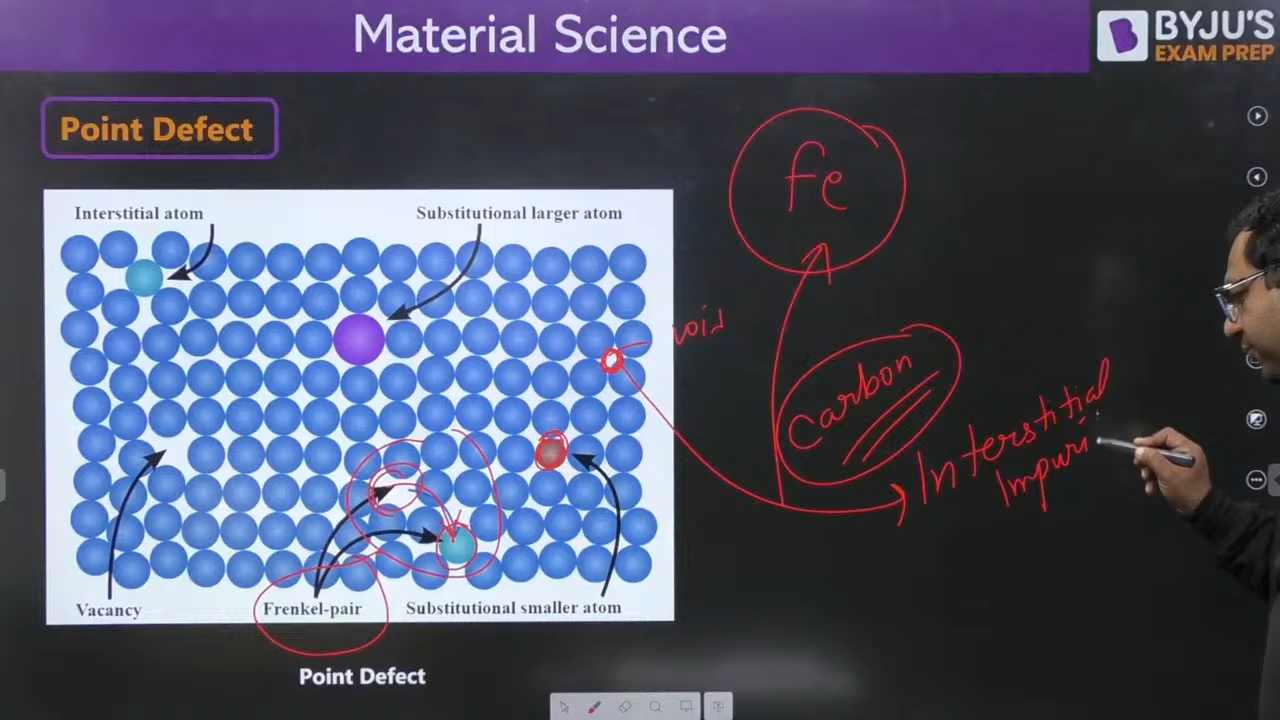 Material Science
BYJU'S
EXAM PREP
Point Defect
Interstitial atom
Substitutional larger atom
Fe
void
Carbon
Interstitial
Impuri
Vacancy
Frenkel-pair
Substitutional smaller atom
Point Defect